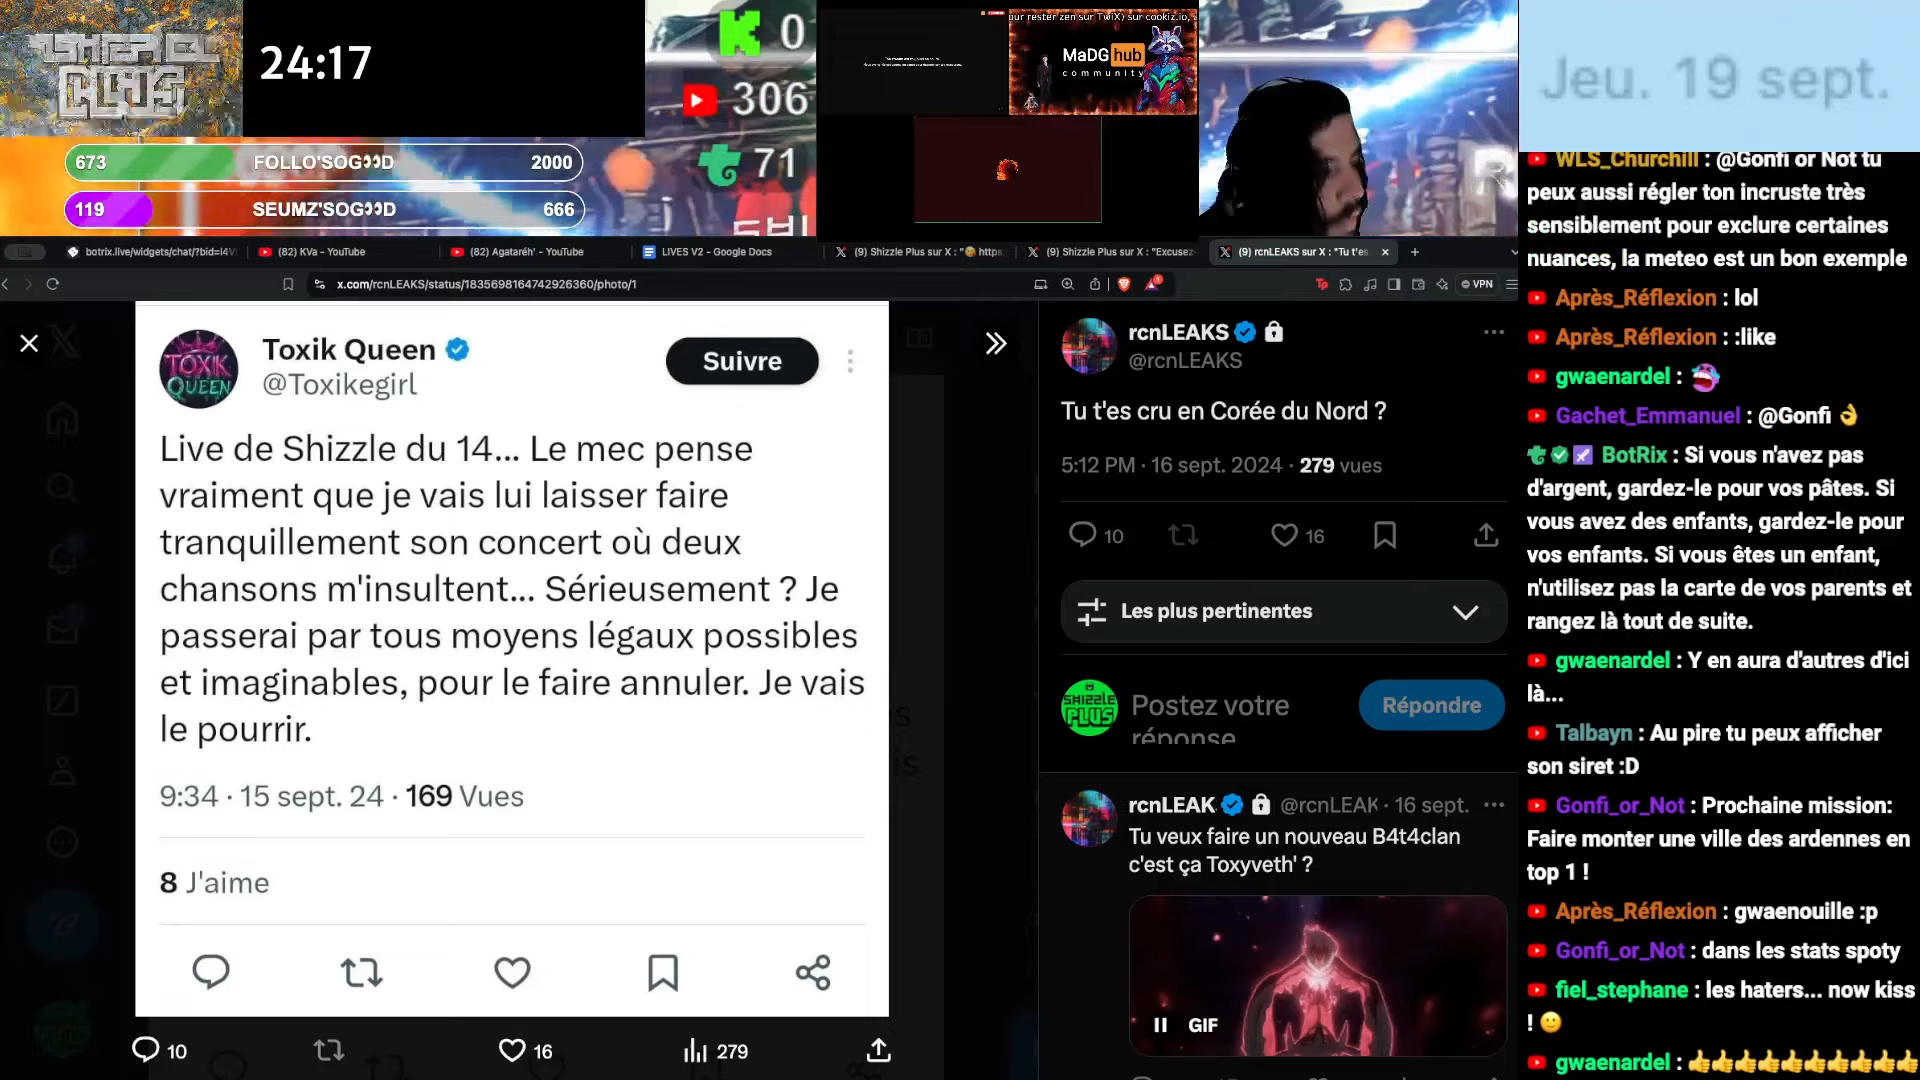 SHIZZLE PLUS
24:17
673 FOLLO'SOG👀D 2000
119 SEUMZ'SOG👀D 666
0
306
71
our rester zen sur TwiX) sur cookiz.io,
MaDG hub
community
Jeu. 19 sept.
botrix.live/widgets/chat/?bid=I4V
(82) KVa - YouTube
(82) Agataréh' - YouTube
LIVES V2 - Google Docs
(9) Shizzle Plus sur X : "😂 https:
(9) Shizzle Plus sur X : "Excusez-
(9) rcnLEAKS sur X : "Tu t'es
x.com/rcnLEAKS/status/1835698164742926360/photo/1
VPN
TOXIK
QUEEN
Toxik Queen
@Toxikegirl
Suivre
Live de Shizzle du 14... Le mec pense
vraiment que je vais lui laisser faire
tranquillement son concert où deux
chansons m'insultent... Sérieusement ? Je
passerai par tous moyens légaux possibles
et imaginables, pour le faire annuler. Je vais
le pourrir.
9:34 · 15 sept. 24 · 169 Vues
8 J'aime
10
16
279
rcnLEAKS
@rcnLEAKS
Tu t'es cru en Corée du Nord ?
5:12 PM · 16 sept. 2024 · 279 vues
10
16
Les plus pertinentes
SHIZZLE
PLUS
Postez votre
réponse
Répondre
rcnLEAK @rcnLEAK · 16 sept.
Tu veux faire un nouveau B4t4clan
c'est ça Toxyveth' ?
GIF
WLS_Churchill : @Gonfi or Not tu
peux aussi régler ton incruste très
sensiblement pour exclure certaines
nuances, la meteo est un bon exemple
Après_Réflexion : lol
Après_Réflexion : :like
gwaenardel : 🤬
Gachet_Emmanuel : @Gonfi 👌
BotRix : Si vous n'avez pas
d'argent, gardez-le pour vos pâtes. Si
vous avez des enfants, gardez-le pour
vos enfants. Si vous êtes un enfant,
n'utilisez pas la carte de vos parents et
rangez là tout de suite.
gwaenardel : Y en aura d'autres d'ici
là...
Talbayn : Au pire tu peux afficher
son siret :D
Gonfi_or_Not : Prochaine mission:
Faire monter une ville des ardennes en
top 1 !
Après_Réflexion : gwaenouille :p
Gonfi_or_Not : dans les stats spoty
fiel_stephane : les haters... now kiss
! 🙂
gwaenardel : 👍👍👍👍👍👍👍👍👍👍